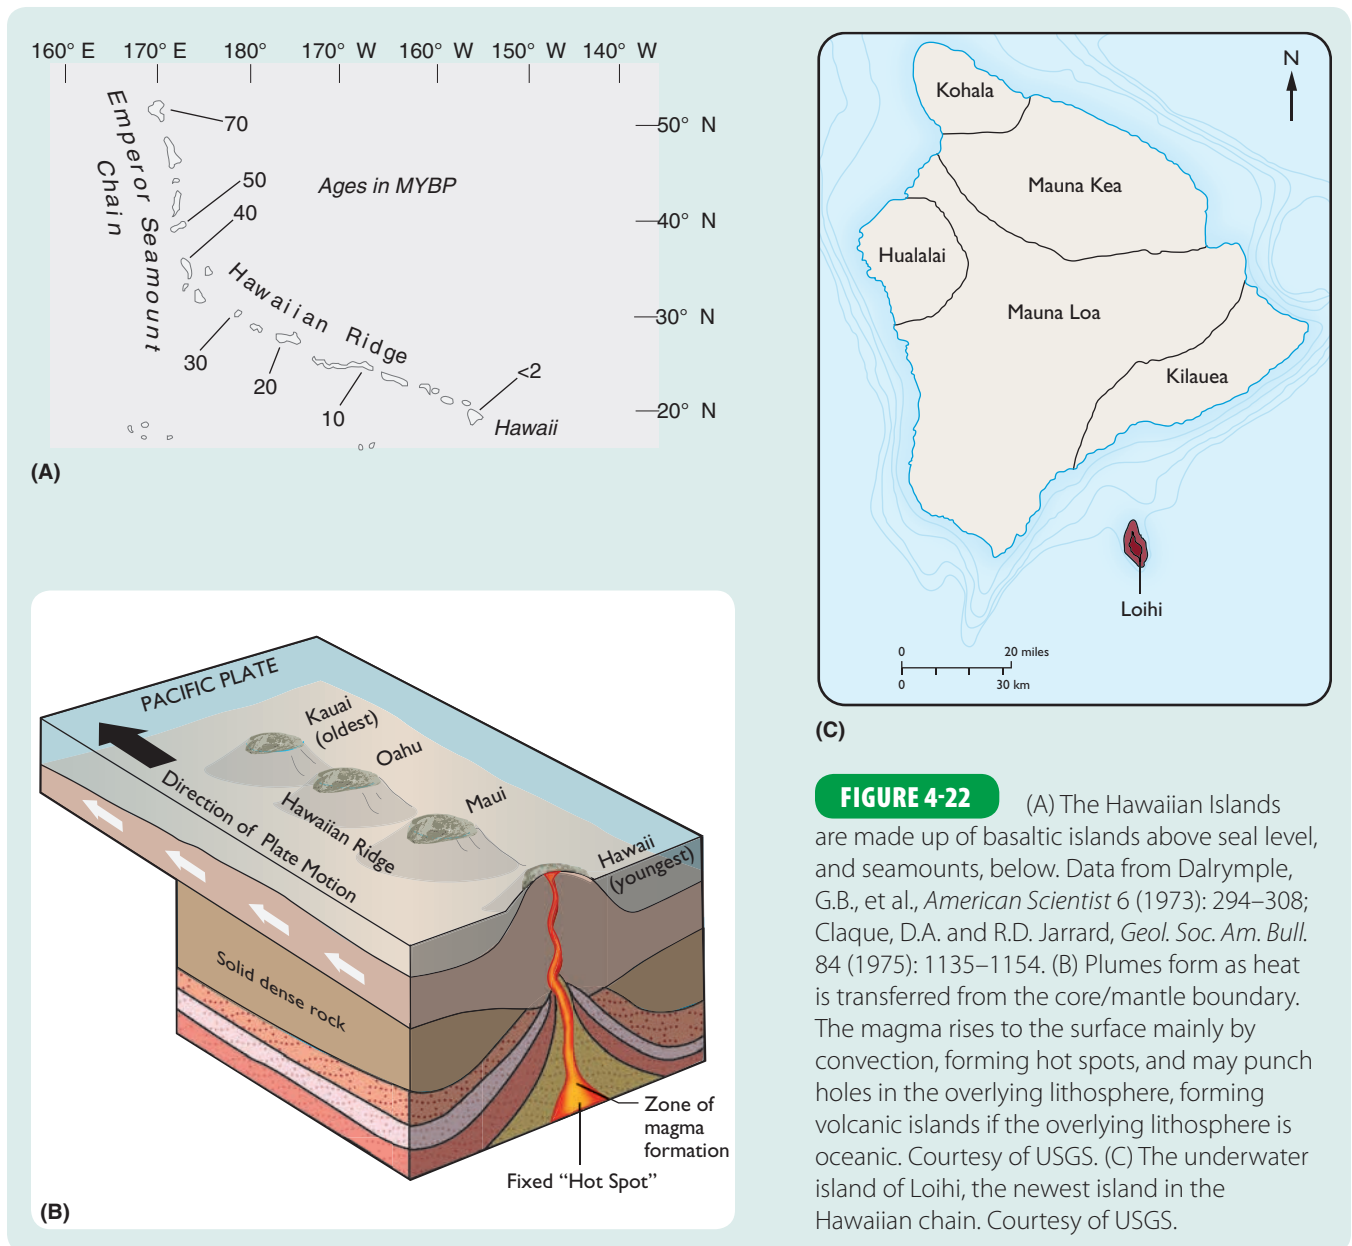 160° E 170° E 180° 170° W 160° W 150° W 140° W
50° N
40° N
30° N
20° N
Emperor Seamount
Chain
70
50
40
Ages in MYBP
Hawaiian Ridge
30
20
10
<2
Hawaii
(A)
PACIFIC PLATE
Kauai
(oldest)
Oahu
Maui
Hawaii
(youngest)
Hawaiian Ridge
Direction of Plate Motion
Solid dense rock
Zone of
magma
formation
Fixed “Hot Spot”
(B)
N
Kohala
Mauna Kea
Hualalai
Mauna Loa
Kilauea
Loihi
0 20 miles
0 30 km
(C)
FIGURE 4-22 (A) The Hawaiian Islands
are made up of basaltic islands above seal level,
and seamounts, below. Data from Dalrymple,
G.B., et al., American Scientist 6 (1973): 294–308;
Claque, D.A. and R.D. Jarrard, Geol. Soc. Am. Bull.
84 (1975): 1135–1154. (B) Plumes form as heat
is transferred from the core/mantle boundary.
The magma rises to the surface mainly by
convection, forming hot spots, and may punch
holes in the overlying lithosphere, forming
volcanic islands if the overlying lithosphere is
oceanic. Courtesy of USGS. (C) The underwater
island of Loihi, the newest island in the
Hawaiian chain. Courtesy of USGS.